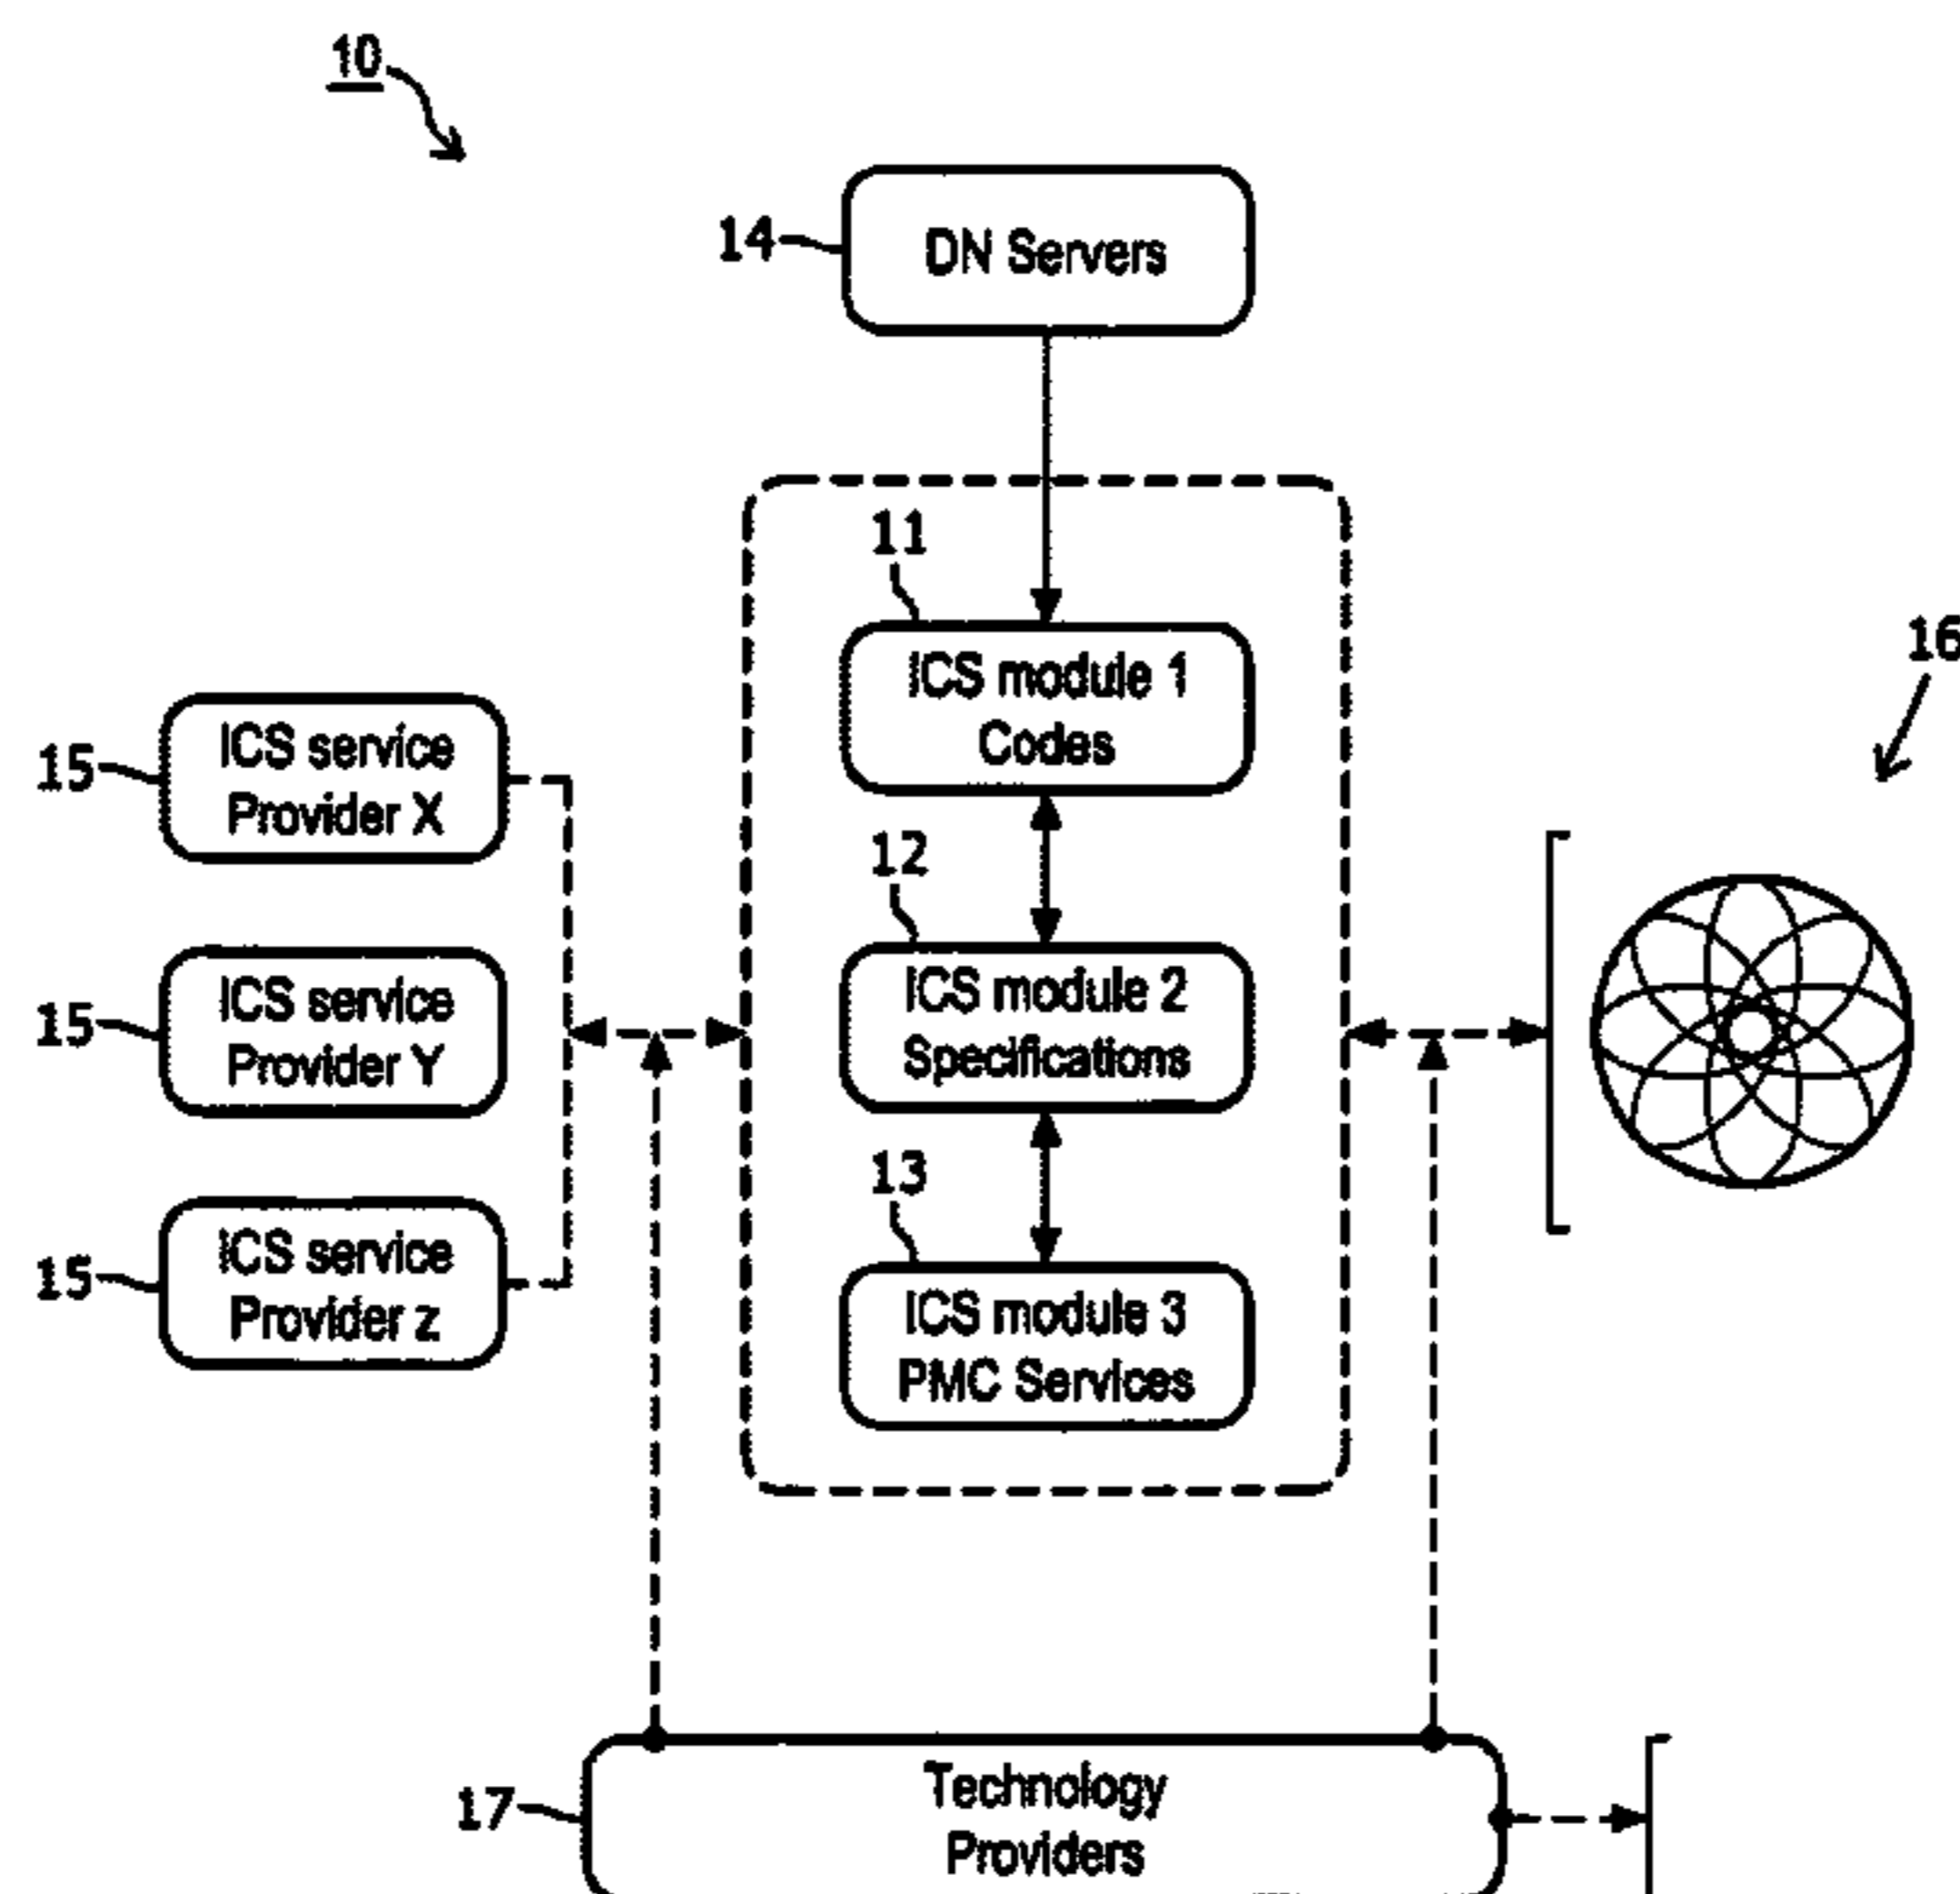 10
14
DN Servers
11
ICS module 1
Codes
16
15
ICS service
Provider X
12
ICS module 2
Specifications
15
ICS service
Provider Y
13
ICS module 3
PMC Services
15
ICS service
Provider z
17
Technology
Providers